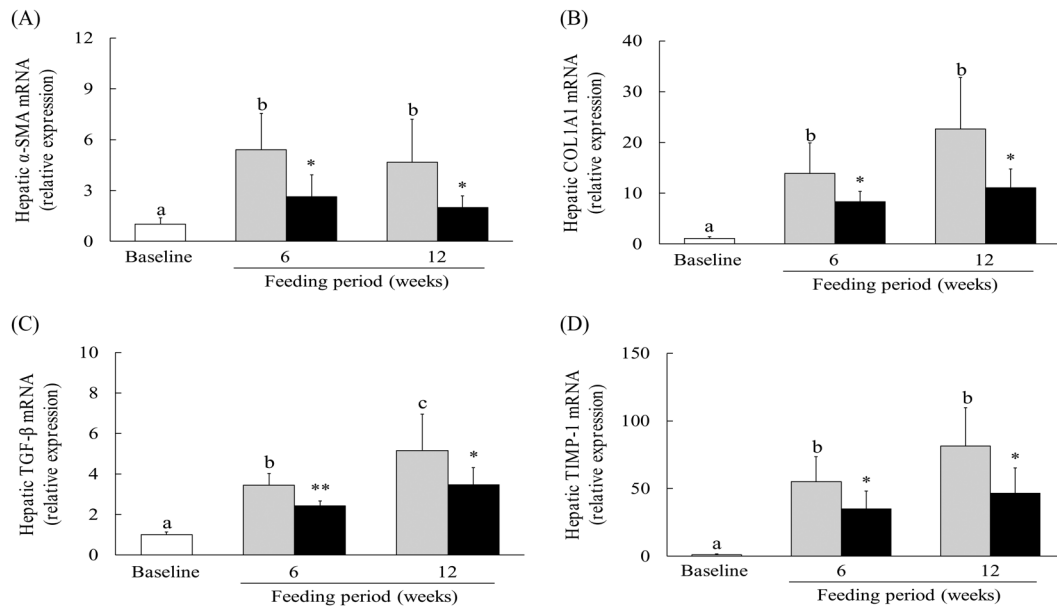 (A)
Hepatic α-SMA mRNA
(relative expression)
12
9
6
3
0
a
b
*
b
*
Baseline
6
12
Feeding period (weeks)
(B)
Hepatic COL1A1 mRNA
(relative expression)
40
30
20
10
0
a
b
*
b
*
Baseline
6
12
Feeding period (weeks)
(C)
Hepatic TGF-β mRNA
(relative expression)
10
8
6
4
2
0
a
b
**
c
*
Baseline
6
12
Feeding period (weeks)
(D)
Hepatic TIMP-1 mRNA
(relative expression)
150
100
50
0
a
b
*
b
*
Baseline
6
12
Feeding period (weeks)